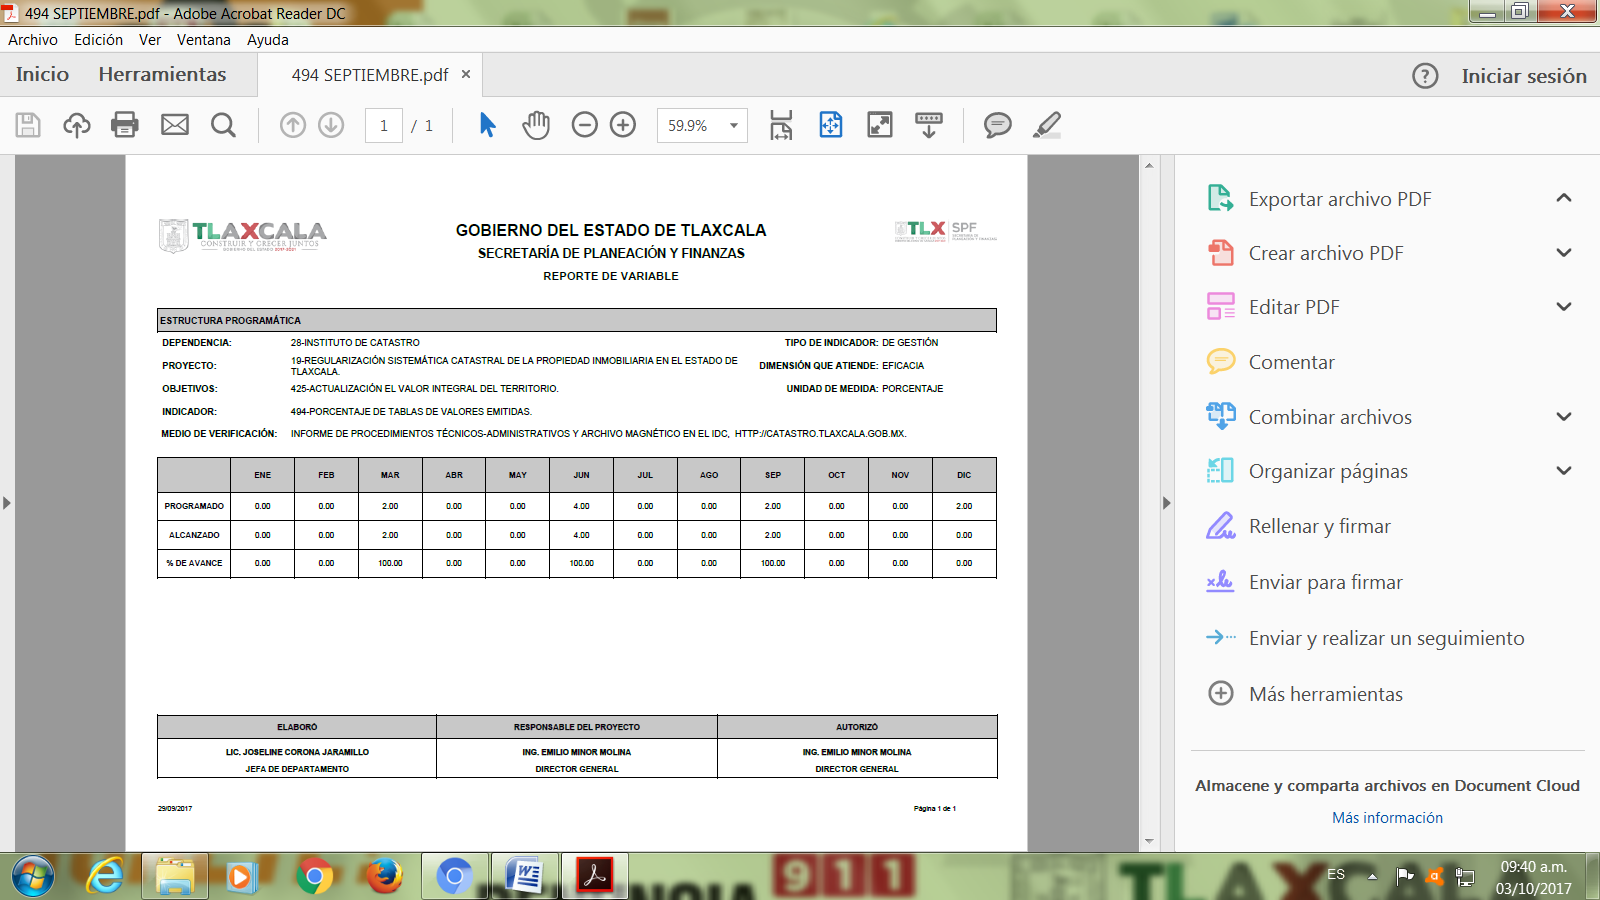 494 SEPTIEMBRE.pdf - Adobe Acrobat Reader DC
Archivo Edición Ver Ventana Ayuda
Inicio Herramientas 494 SEPTIEMBRE.pdf × ? Iniciar sesión
1 / 1 59.9%
TLAXCALA
CONSTRUIR Y CRECER JUNTOS
GOBIERNO DEL ESTADO 2017-2021
TLX SPF
GOBIERNO DEL ESTADO DE TLAXCALA
SECRETARÍA DE PLANEACIÓN Y FINANZAS
REPORTE DE VARIABLE
ESTRUCTURA PROGRAMÁTICA
DEPENDENCIA: 28-INSTITUTO DE CATASTRO TIPO DE INDICADOR: DE GESTIÓN
PROYECTO: 19-REGULARIZACIÓN SISTEMÁTICA CATASTRAL DE LA PROPIEDAD INMOBILIARIA EN EL ESTADO DE TLAXCALA. DIMENSIÓN QUE ATIENDE: EFICACIA
OBJETIVOS: 425-ACTUALIZACIÓN EL VALOR INTEGRAL DEL TERRITORIO. UNIDAD DE MEDIDA: PORCENTAJE
INDICADOR: 494-PORCENTAJE DE TABLAS DE VALORES EMITIDAS.
MEDIO DE VERIFICACIÓN: INFORME DE PROCEDIMIENTOS TÉCNICOS-ADMINISTRATIVOS Y ARCHIVO MAGNÉTICO EN EL IDC, HTTP://CATASTRO.TLAXCALA.GOB.MX.
ENE FEB MAR ABR MAY JUN JUL AGO SEP OCT NOV DIC
PROGRAMADO 0.00 0.00 2.00 0.00 0.00 4.00 0.00 0.00 2.00 0.00 0.00 2.00
ALCANZADO 0.00 0.00 2.00 0.00 0.00 4.00 0.00 0.00 2.00 0.00 0.00 0.00
% DE AVANCE 0.00 0.00 100.00 0.00 0.00 100.00 0.00 0.00 100.00 0.00 0.00 0.00
ELABORÓ RESPONSABLE DEL PROYECTO AUTORIZÓ
LIC. JOSELINE CORONA JARAMILLO ING. EMILIO MINOR MOLINA ING. EMILIO MINOR MOLINA
JEFA DE DEPARTAMENTO DIRECTOR GENERAL DIRECTOR GENERAL
29/09/2017 Página 1 de 1
Exportar archivo PDF
Crear archivo PDF
Editar PDF
Comentar
Combinar archivos
Organizar páginas
Rellenar y firmar
Enviar para firmar
Enviar y realizar un seguimiento
Más herramientas
Almacene y comparta archivos en Document Cloud
Más información
911
TLAXCALA
ES 09:40 a.m.
03/10/2017